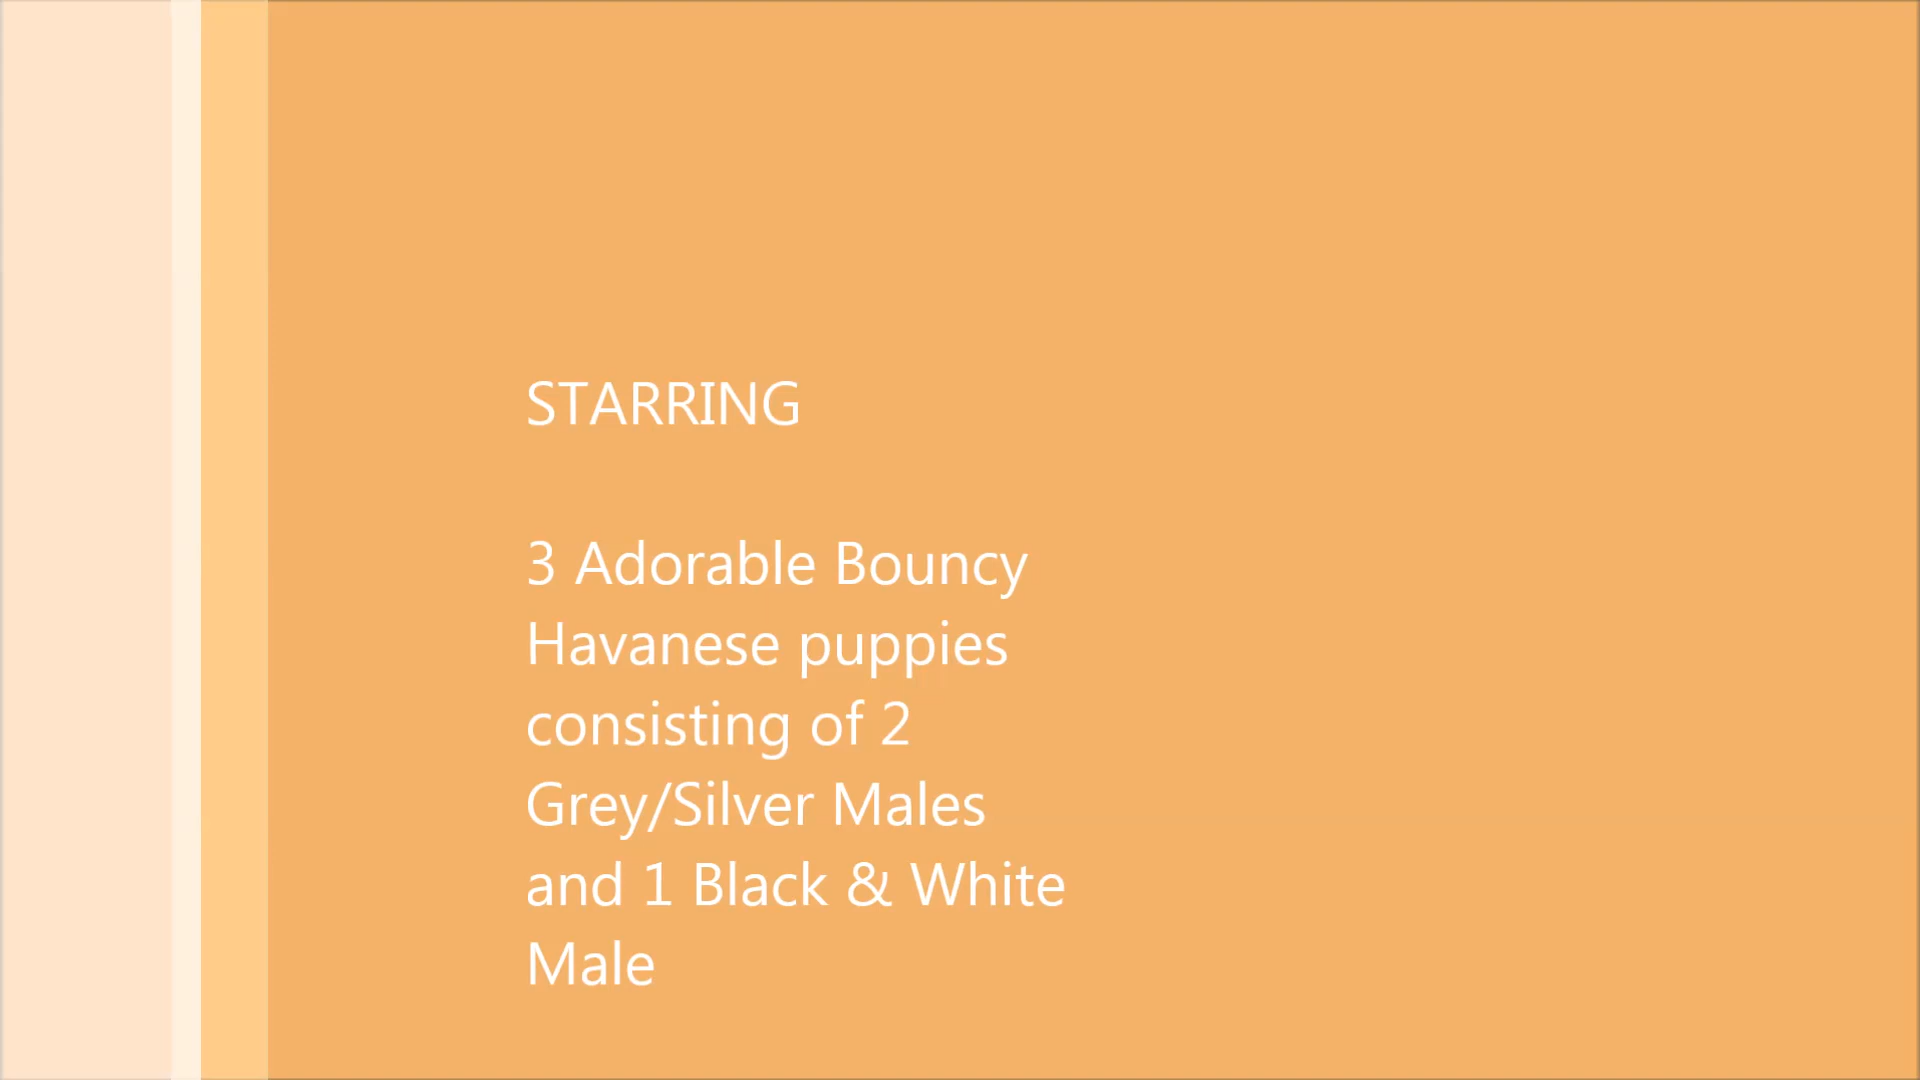 STARRING
3 Adorable Bouncy
Havanese puppies
consisting of 2
Grey/Silver Males
and 1 Black & White
Male